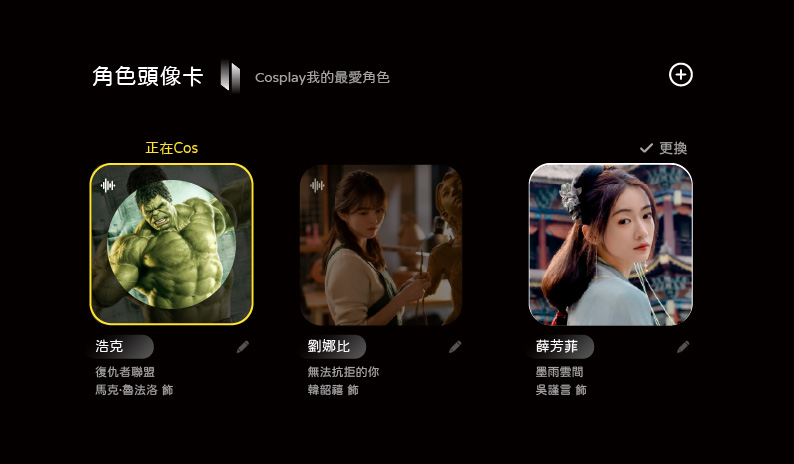 角色頭像卡
Cosplay我的最愛角色
正在Cos
更換
浩克
復仇者聯盟
馬克·魯法洛 飾
劉娜比
無法抗拒的你
韓韶禧 飾
薛芳菲
墨雨雲間
吳謹言 飾